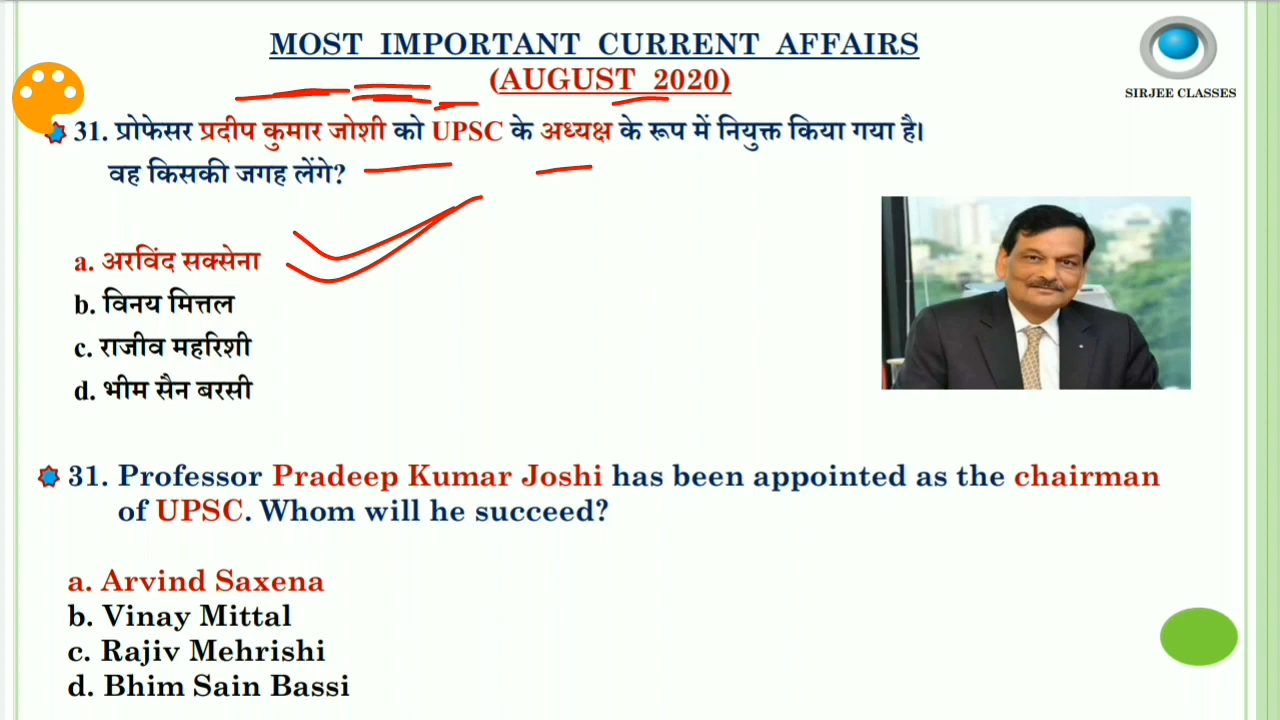 MOST IMPORTANT CURRENT AFFAIRS
(AUGUST 2020)
SIRJEE CLASSES
31. प्रोफेसर प्रदीप कुमार जोशी को UPSC के अध्यक्ष के रूप में नियुक्त किया गया है।
वह किसकी जगह लेंगे?
a. अरविंद सक्सेना
b. विनय मित्तल
c. राजीव महरिशी
d. भीम सैन बरसी
31. Professor Pradeep Kumar Joshi has been appointed as the chairman
of UPSC. Whom will he succeed?
a. Arvind Saxena
b. Vinay Mittal
c. Rajiv Mehrishi
d. Bhim Sain Bassi